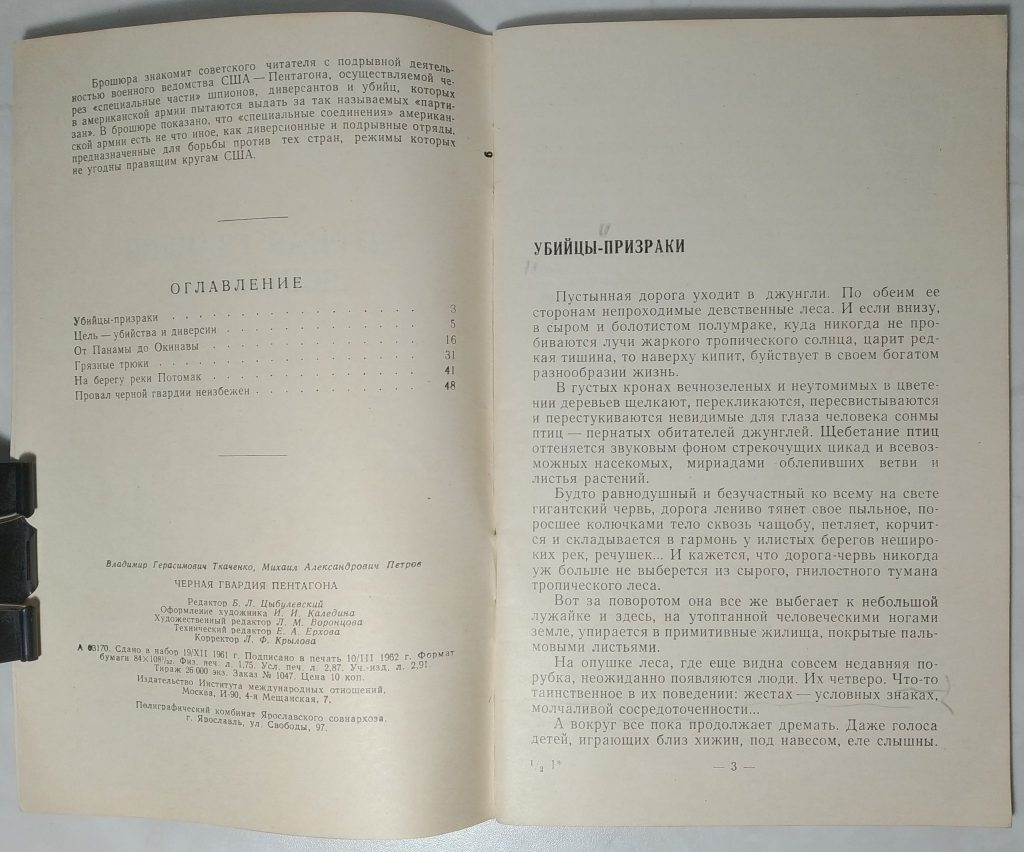 Брошюра знакомит советского читателя с подрывной деятель-
ностью военного ведомства США — Пентагона, осуществляемой че-
рез «специальные части» шпионов, диверсантов и убийц, которых
в американской армии пытаются выдать за так называемых «парти-
зан». В брошюре показано, что «специальные соединения» американ-
ской армии есть не что иное, как диверсионные и подрывные отряды,
предназначенные для борьбы против тех стран, режимы которых
не угодны правящим кругам США.
ОГЛАВЛЕНИЕ
Убийцы-призраки . . . . . . . . . . . . 3
Цель — убийства и диверсии . . . . . . . . . 5
От Панамы до Окинавы . . . . . . . . . . 16
Грязные трюки . . . . . . . . . . . . 31
На берегу реки Потомак . . . . . . . . . . 41
Провал черной гвардии неизбежен . . . . . . . . 48
Владимир Герасимович Ткаченко, Михаил Александрович Петров
ЧЕРНАЯ ГВАРДИЯ ПЕНТАГОНА
Редактор Б. Л. Цыбулевский
Оформление художника И. И. Каледина
Художественный редактор Л. М. Воронцова
Технический редактор Е. А. Ерхова
Корректор Л. Ф. Крылова
А 03170. Сдано в набор 19/XII 1961 г. Подписано в печать 10/III 1962 г. Формат
бумаги 84×108¹/₃₂. Физ. печ. л. 1,75. Усл. печ. л. 2,87. Уч.-изд. л. 2,91.
Тираж 26 000 экз. Заказ № 1047. Цена 10 коп.
Издательство Института международных отношений,
Москва, И-90, 4-я Мещанская, 7.
Полиграфический комбинат Ярославского совнархоза,
г. Ярославль, ул. Свободы, 97.
УБИЙЦЫ-ПРИЗРАКИ
Пустынная дорога уходит в джунгли. По обеим ее
сторонам непроходимые девственные леса. И если внизу,
в сыром и болотистом полумраке, куда никогда не про-
биваются лучи жаркого тропического солнца, царит ред-
кая тишина, то наверху кипит, буйствует в своем богатом
разнообразии жизнь.
В густых кронах вечнозеленых и неутомимых в цвете-
нии деревьев щелкают, перекликаются, пересвистываются
и перестукиваются невидимые для глаза человека сонмы
птиц — пернатых обитателей джунглей. Щебетание птиц
оттеняется звуковым фоном стрекочущих цикад и всевоз-
можных насекомых, мириадами облепивших ветви и
листья растений.
Будто равнодушный и безучастный ко всему на свете
гигантский червь, дорога лениво тянет свое пыльное, по-
росшее колючками тело сквозь чащобу, петляет, корчит-
ся и складывается в гармонь у илистых берегов нешироо-
ких рек, речушек... И кажется, что дорога-червь никогда
уж больше не выберется из сырого, гнилостного тумана
тропического леса.
Вот за поворотом она все же выбегает к небольшой
лужайке и здесь, на утоптанной человеческими ногами
земле, упирается в примитивные жилища, покрытые паль-
мовыми листьями.
На опушке леса, где еще видна совсем недавняя по-
рубка, неожиданно появляются люди. Их четверо. Что-то
таинственное в их поведении: жестах — условных знаках,
молчаливой сосредоточенности...
А вокруг все пока продолжает дремать. Даже голоса
детей, играющих близ хижин, под навесом, еле слышны.
¹/₂ 1*
— 3 —